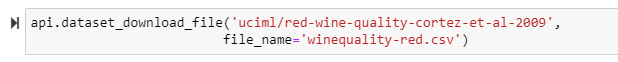 api.dataset_download_file('uciml/red-wine-quality-cortez-et-al-2009',
file_name='winequality-red.csv')